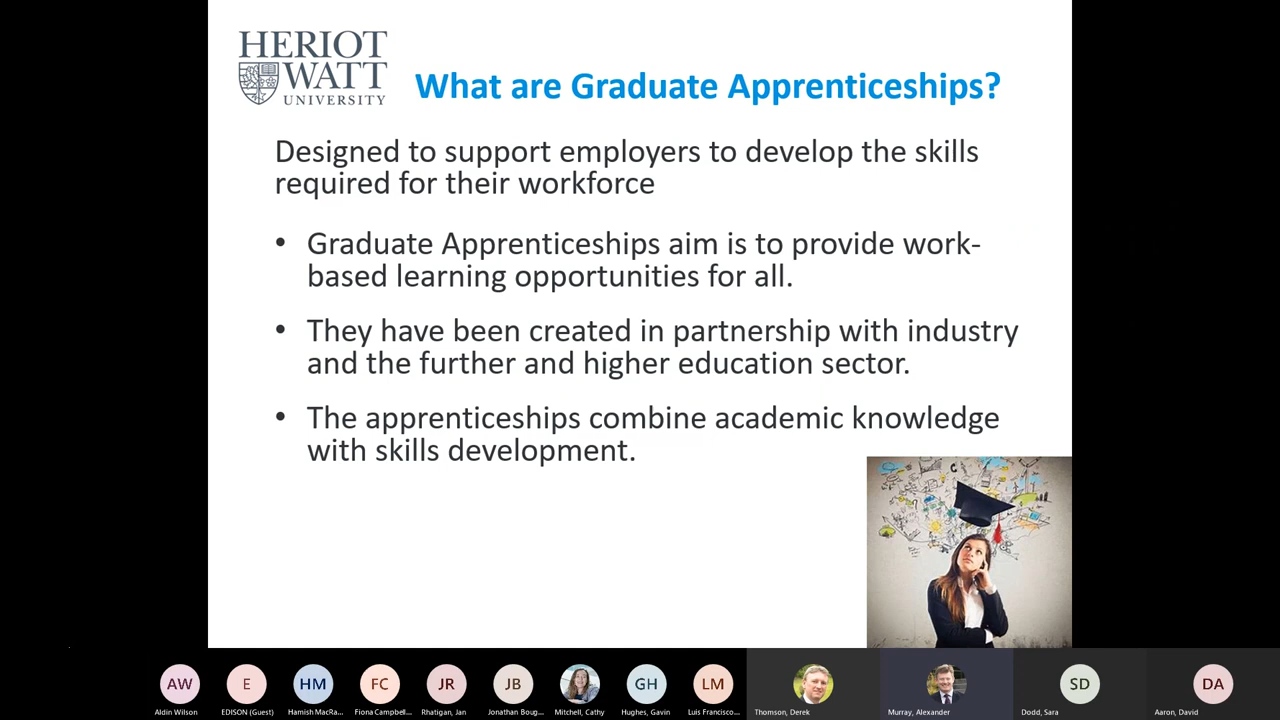 HERIOT
WATT
UNIVERSITY
What are Graduate Apprenticeships?
Designed to support employers to develop the skills
required for their workforce
• Graduate Apprenticeships aim is to provide work-
based learning opportunities for all.
• They have been created in partnership with industry
and the further and higher education sector.
• The apprenticeships combine academic knowledge
with skills development.
AW
E
HM
FC
JR
JB
GH
LM
SD
DA
Aldin Wilson
EDISON (Guest)
Hamish MacRa...
Fiona Campbell...
Rhatigan, Jan
Jonathan Boug...
Mitchell, Cathy
Hughes, Gavin
Luis Francisco...
Thomson, Derek
Murray, Alexander
Dodd, Sara
Aaron, David